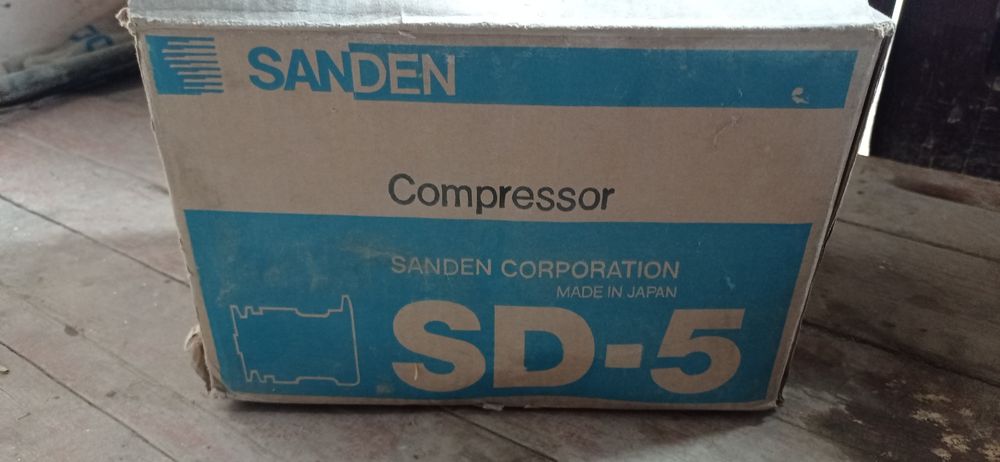 SANDEN
Compressor
SANDEN CORPORATION
MADE IN JAPAN
SD-5